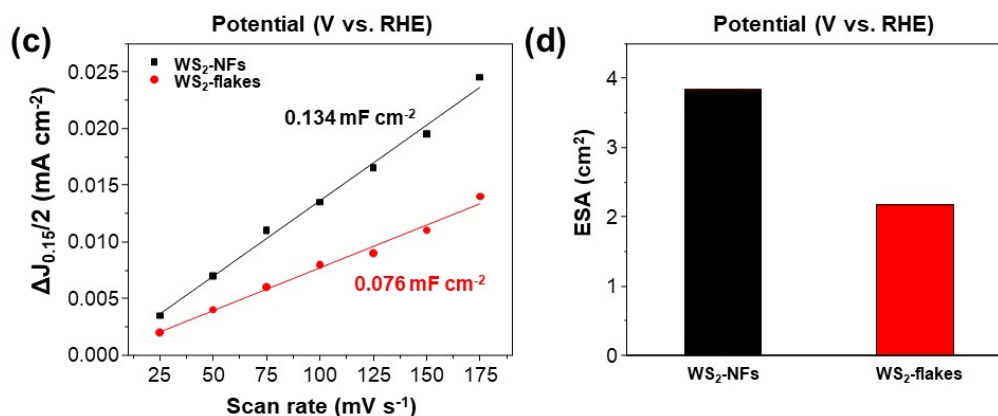 (c)
Potential (V vs. RHE)
ΔJ0.15/2 (mA cm-2)
0.025
0.020
0.015
0.010
0.005
0.000
WS2-NFs
WS2-flakes
0.134 mF cm-2
0.076 mF cm-2
25 50 75 100 125 150 175
Scan rate (mV s-1)
(d)
Potential (V vs. RHE)
ESA (cm2)
4
3
2
1
0
WS2-NFs WS2-flakes